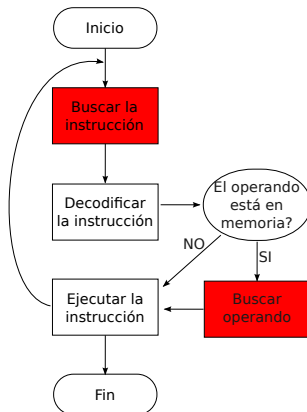 Inicio
Buscar la
instrucción
Decodificar
la instrucción
El operando
está en
memoria?
NO
SI
Ejecutar la
instrucción
Buscar
operando
Fin